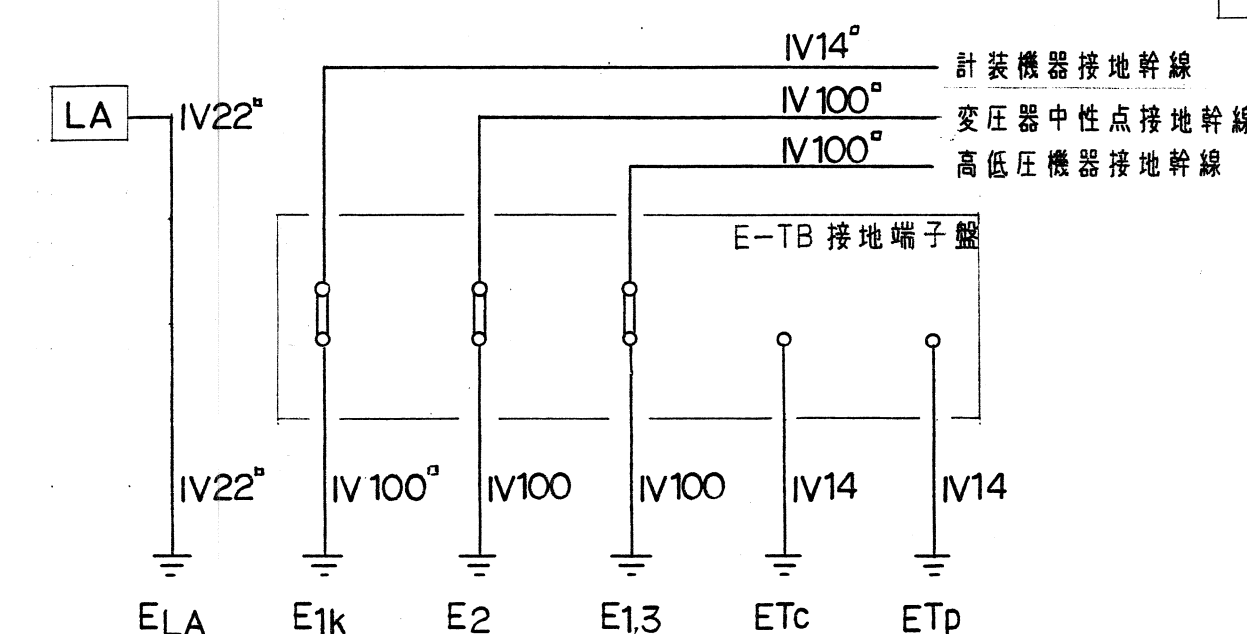 IV14□
計装機器接地幹線
LA
IV22□
IV100□
変圧器中性点接地幹線
IV100□
高低圧機器接地幹線
E-TB 接地端子盤
IV22□
IV100□
IV100
IV100
IV14
IV14
ELA
E1k
E2
E1,3
ETc
ETp